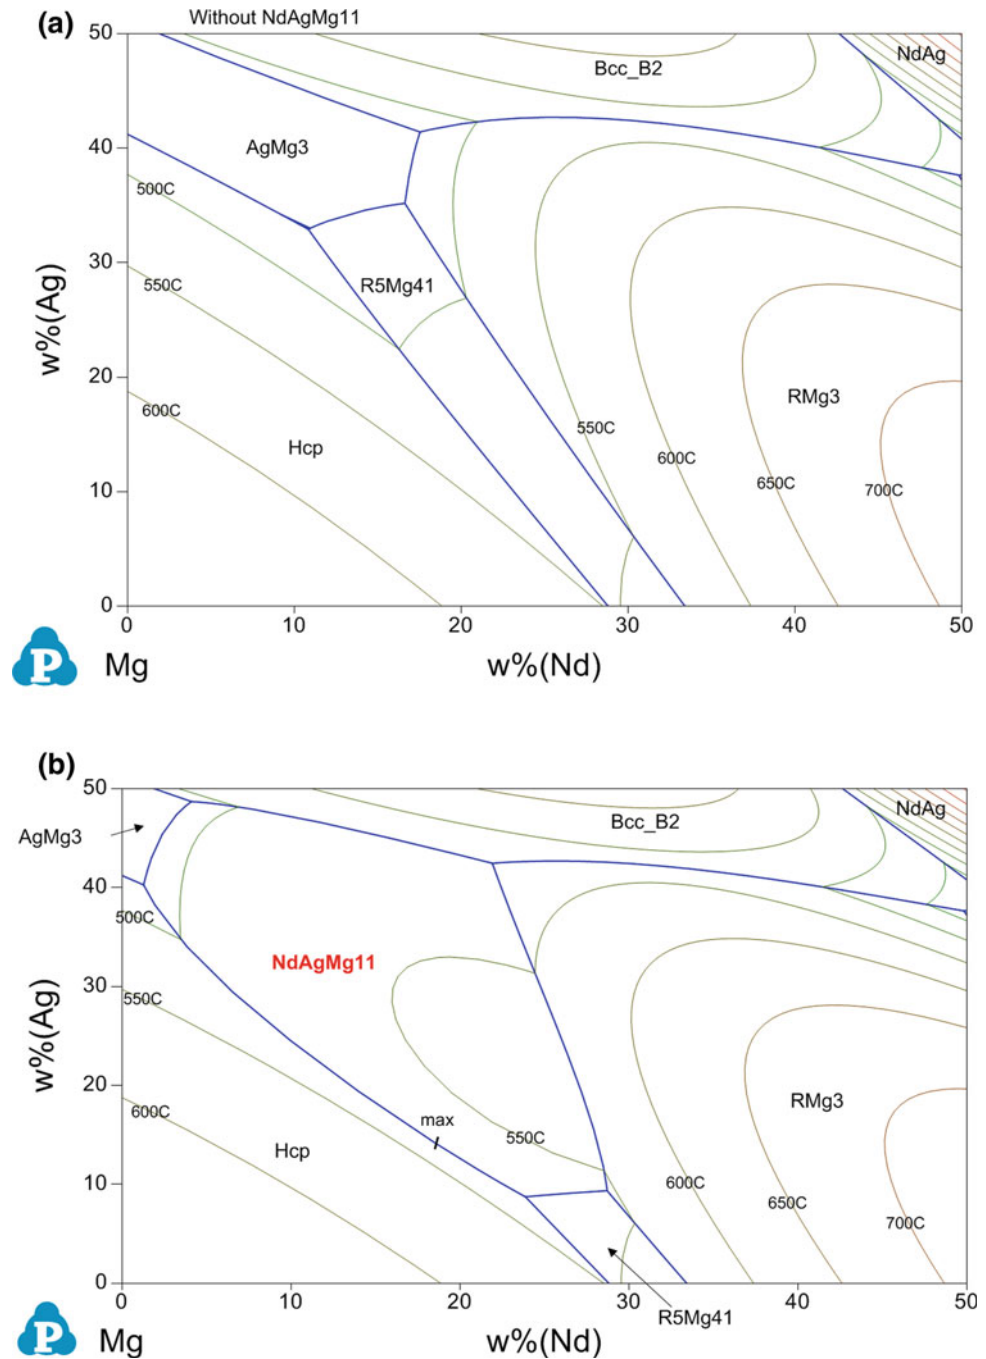 (a)
Without NdAgMg11
50
Bcc_B2
NdAg
40
AgMg3
500C
w%(Ag)
30
R5Mg41
550C
20
RMg3
600C
550C
Hcp
600C
650C
700C
10
0
0
10
20
30
40
50
P
Mg
w%(Nd)
(b)
50
Bcc_B2
NdAg
AgMg3
40
500C
NdAgMg11
w%(Ag)
30
550C
20
RMg3
600C
max
550C
Hcp
600C
650C
700C
10
0
0
10
20
30
40
50
R5Mg41
P
Mg
w%(Nd)